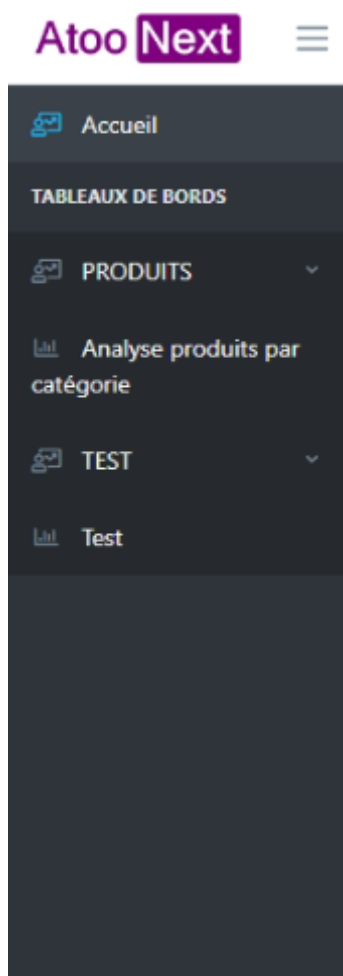 Atoo Next
Accueil
TABLEAUX DE BORDS
PRODUITS
Analyse produits par
catégorie
TEST
Test